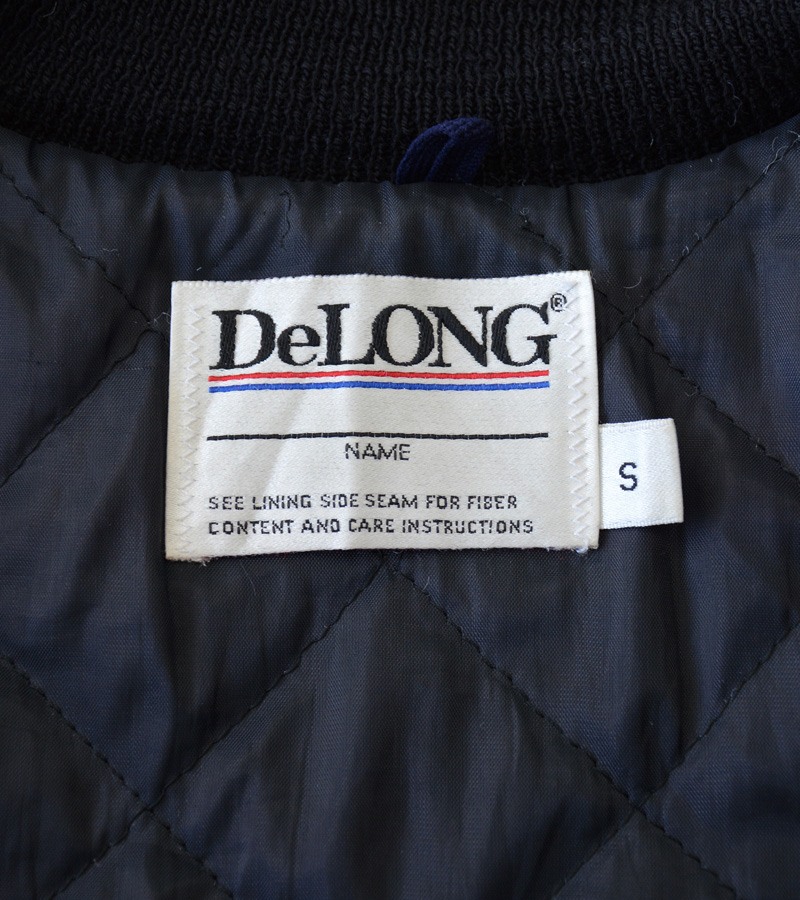 DeLONG®
NAME
S
SEE LINING SIDE SEAM FOR FIBER
CONTENT AND CARE INSTRUCTIONS